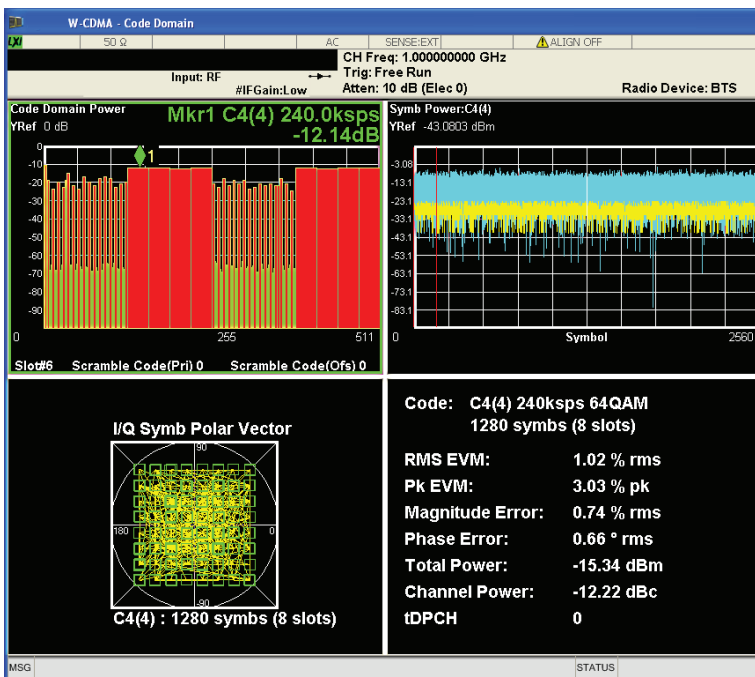 W-CDMA - Code Domain
LXI 50 Ω AC SENSE:EXT ALIGN OFF
CH Freq: 1.000000000 GHz
Input: RF Trig: Free Run
#IFGain:Low Atten: 10 dB (Elec 0) Radio Device: BTS
Code Domain Power
YRef 0 dB
Mkr1 C4(4) 240.0ksps
-12.14dB
1
0
-10
-20
-30
-40
-50
-60
-70
-80
-90
0 255 511
Slot#6 Scramble Code(Pri) 0 Scramble Code(Ofs) 0
Symb Power:C4(4)
YRef -43.0803 dBm
-3.08
-13.1
-23.1
-33.1
-43.1
-53.1
-63.1
-73.1
-83.1
0 Symbol 2560
I/Q Symb Polar Vector
90
180 0
-90
C4(4) : 1280 symbs (8 slots)
Code: C4(4) 240ksps 64QAM
1280 symbs (8 slots)
RMS EVM: 1.02 % rms
Pk EVM: 3.03 % pk
Magnitude Error: 0.74 % rms
Phase Error: 0.66 ° rms
Total Power: -15.34 dBm
Channel Power: -12.22 dBc
tDPCH 0
MSG STATUS